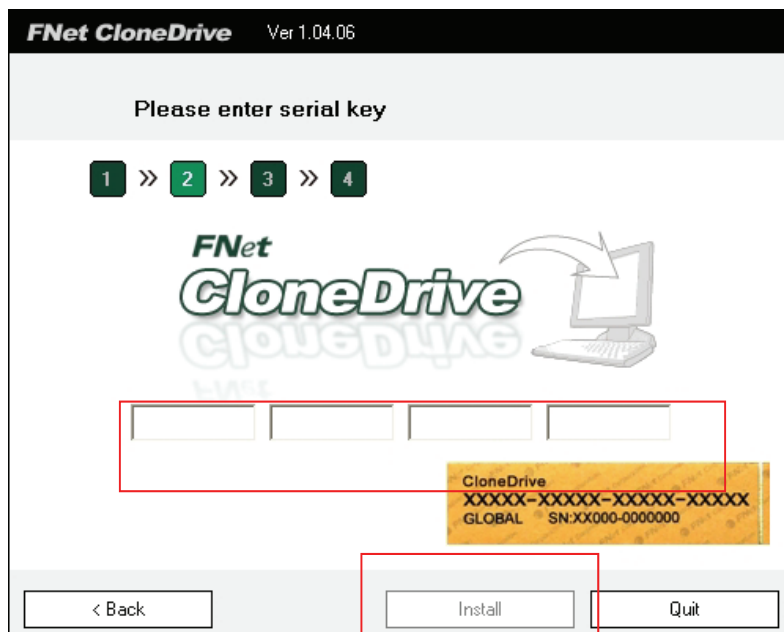 FNet CloneDrive Ver 1.04.06
Please enter serial key
1 » 2 » 3 » 4
FNet
CloneDrive
CloneDrive
XXXXX-XXXXX-XXXXX-XXXXX
GLOBAL SN:XX000-0000000
< Back Install Quit